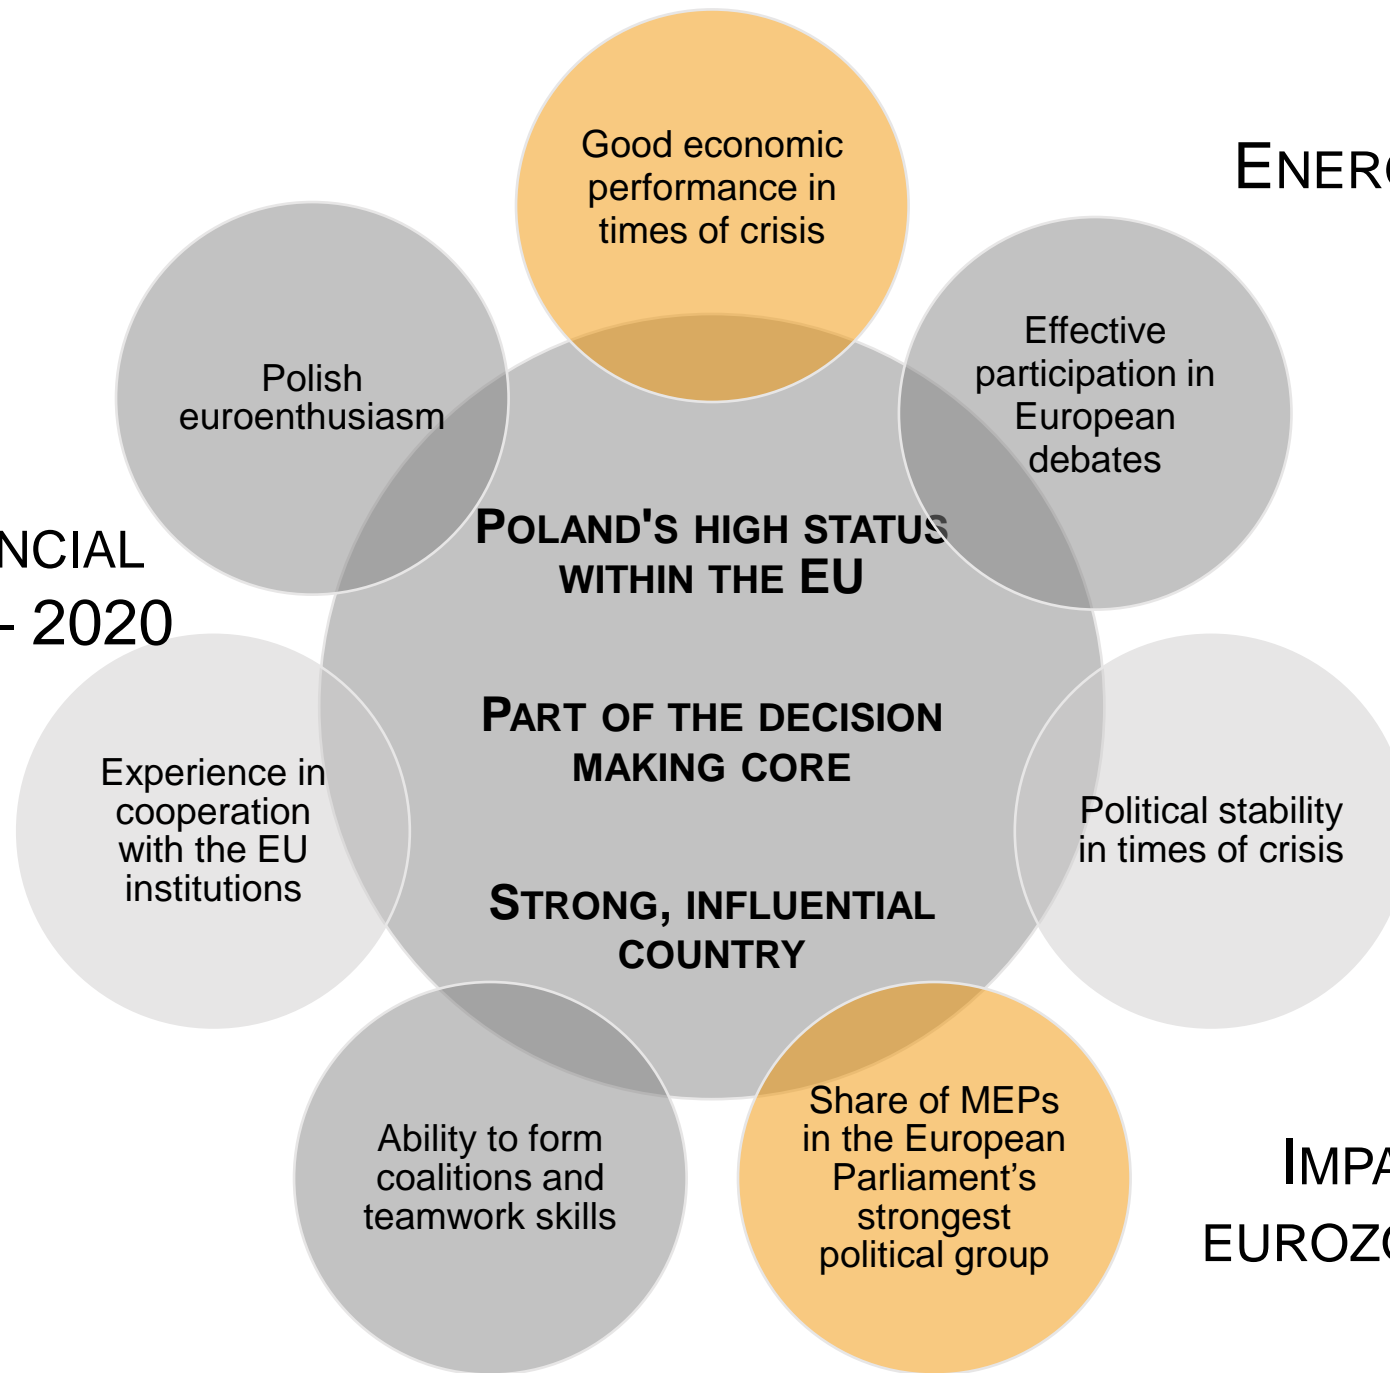 Good economic
performance in
times of crisis
ENERG
Effective
participation in
European
debates
Polish
euroenthusiasm
NCIAL
– 2020
POLAND'S HIGH STATUS
WITHIN THE EU
PART OF THE DECISION
MAKING CORE
STRONG, INFLUENTIAL
COUNTRY
Experience in
cooperation
with the EU
institutions
Political stability
in times of crisis
Ability to form
coalitions and
teamwork skills
Share of MEPs
in the European
Parliament’s
strongest
political group
IMPA
EUROZO